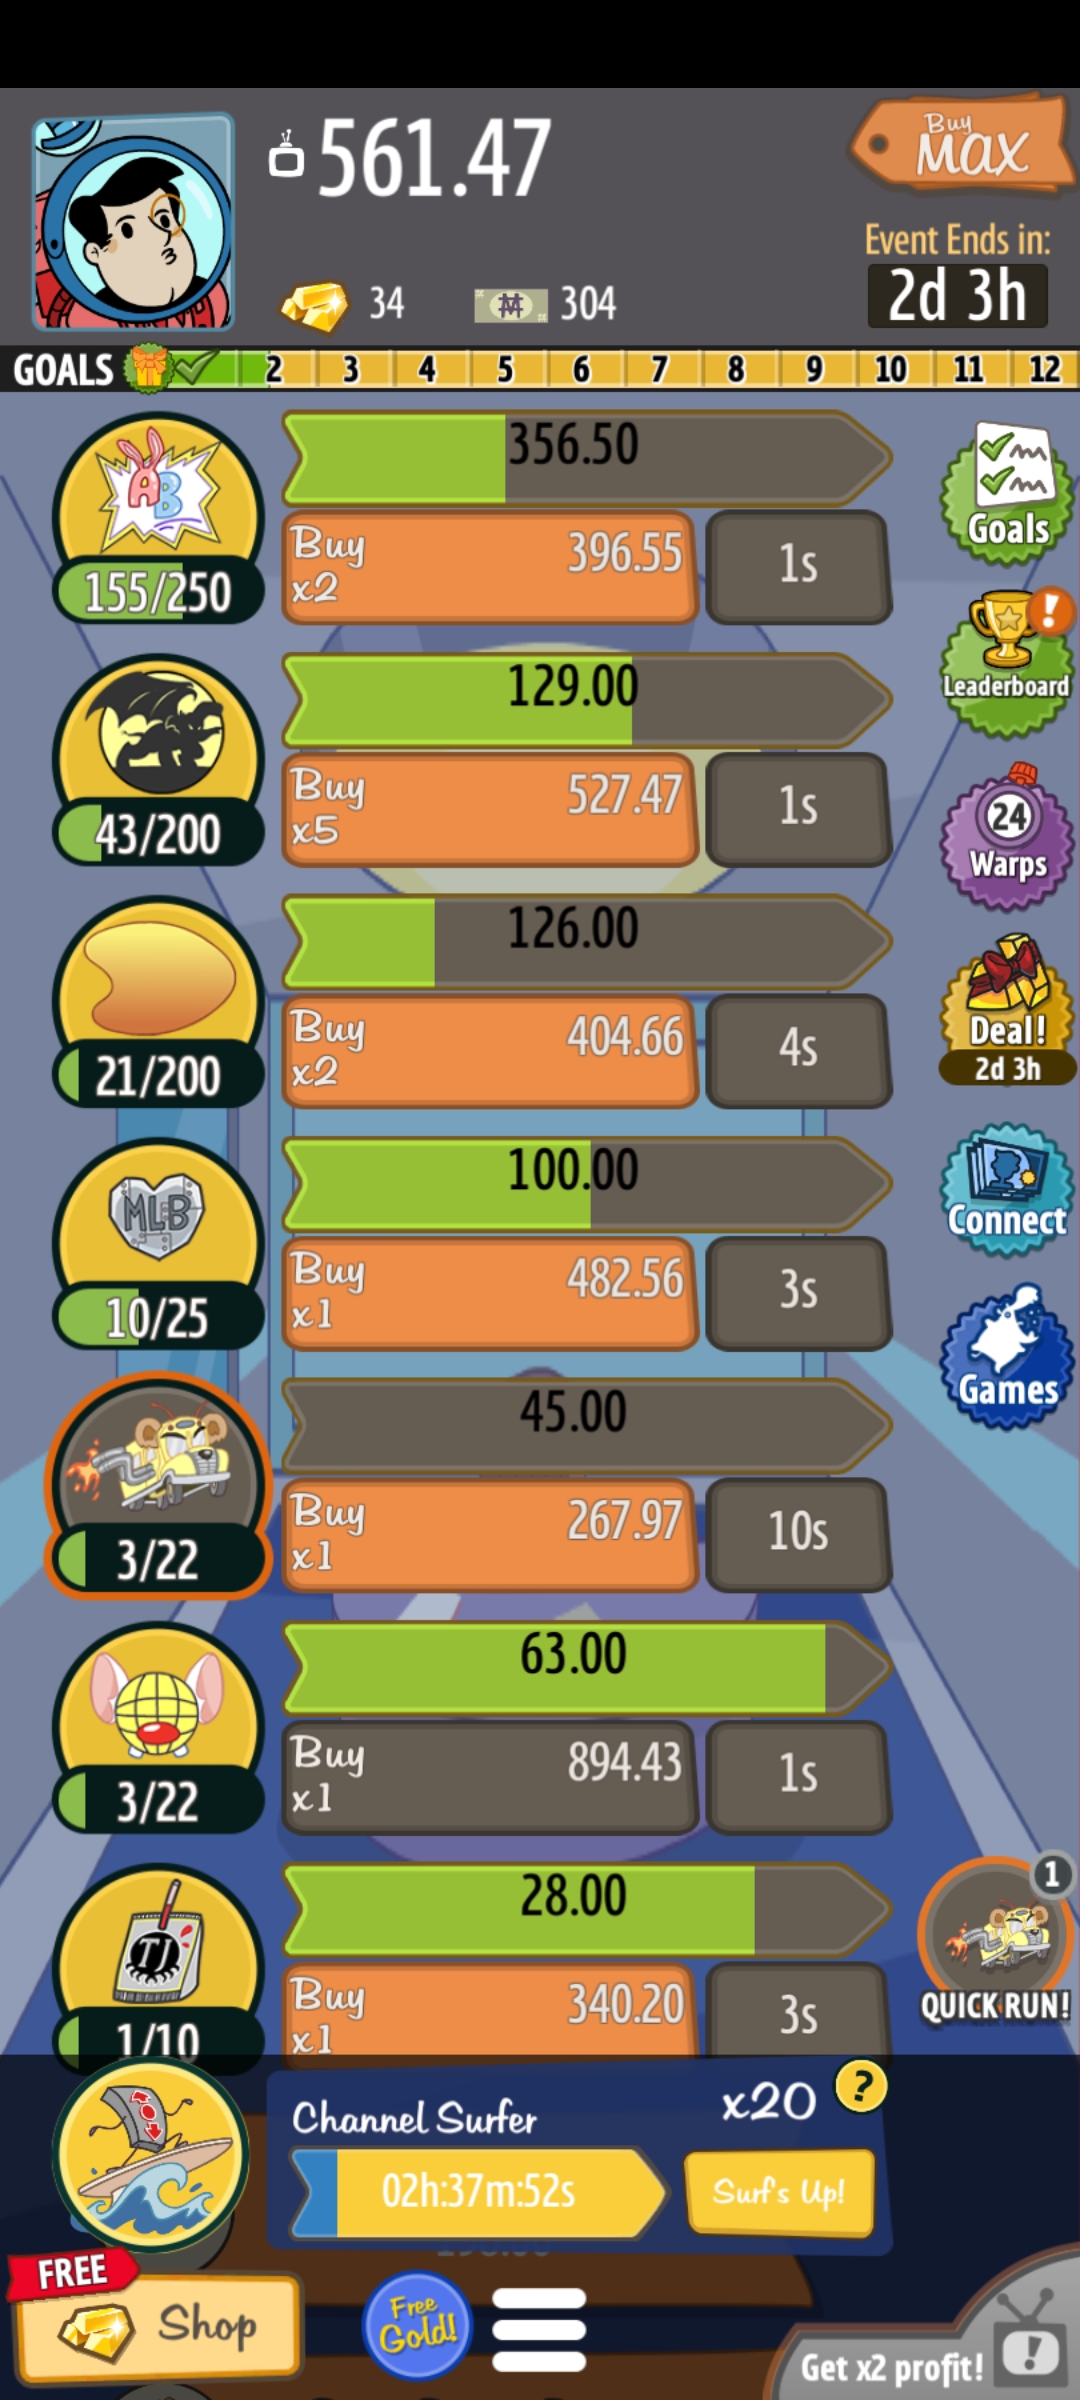 561.47
Buy
MAX
34
304
Event Ends in:
2d 3h
GOALS 2 3 4 5 6 7 8 9 10 11 12
AB
356.50
155/250
Buy
x2
396.55
1s
Goals
129.00
43/200
Buy
x5
527.47
1s
!
Leaderboard
24
Warps
126.00
21/200
Buy
x2
404.66
4s
Deal!
2d 3h
MLB
100.00
10/25
Buy
x1
482.56
3s
Connect
Games
45.00
3/22
Buy
x1
267.97
10s
63.00
3/22
Buy
x1
894.43
1s
TJ
28.00
1/10
Buy
x1
340.20
3s
1
QUICK RUN!
Channel Surfer
x20
?
02h:37m:52s
Surf's Up!
FREE
Shop
Free
Gold!
Get x2 profit!
!